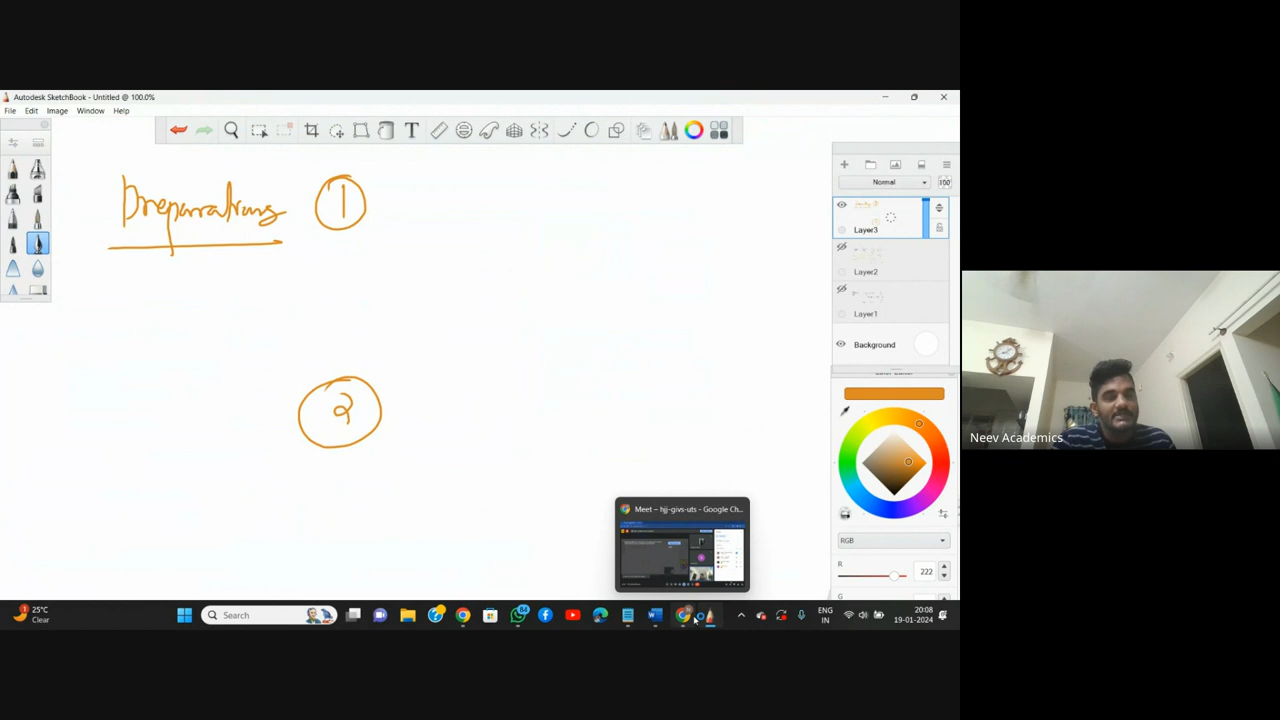 Autodesk SketchBook - Untitled @ 100.0%
File Edit Image Window Help
Preparations 1
2
Normal
100
Layer3
Layer2
Layer1
Background
RGB
R
222
Meet – hjj-givs-uts - Google Ch...
Neev Academics
1
25°C
Clear
Search
84
ENG
IN
20:08
19-01-2024